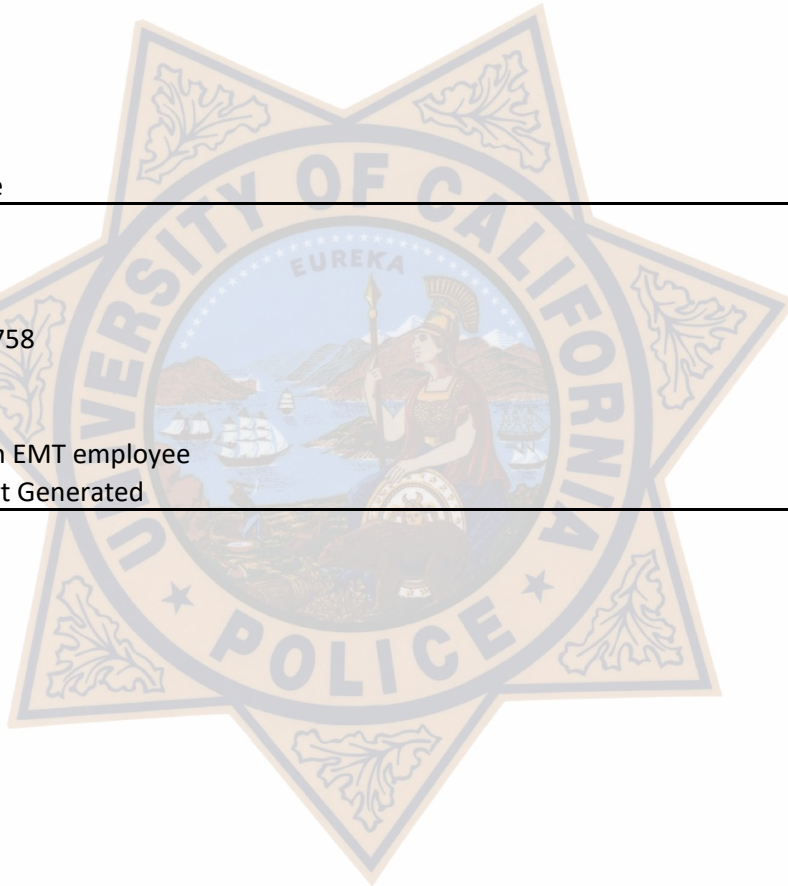 e
758
n EMT employee
t Generated
UNIVERSITY OF CALIFORNIA
EUREKA
POLICE